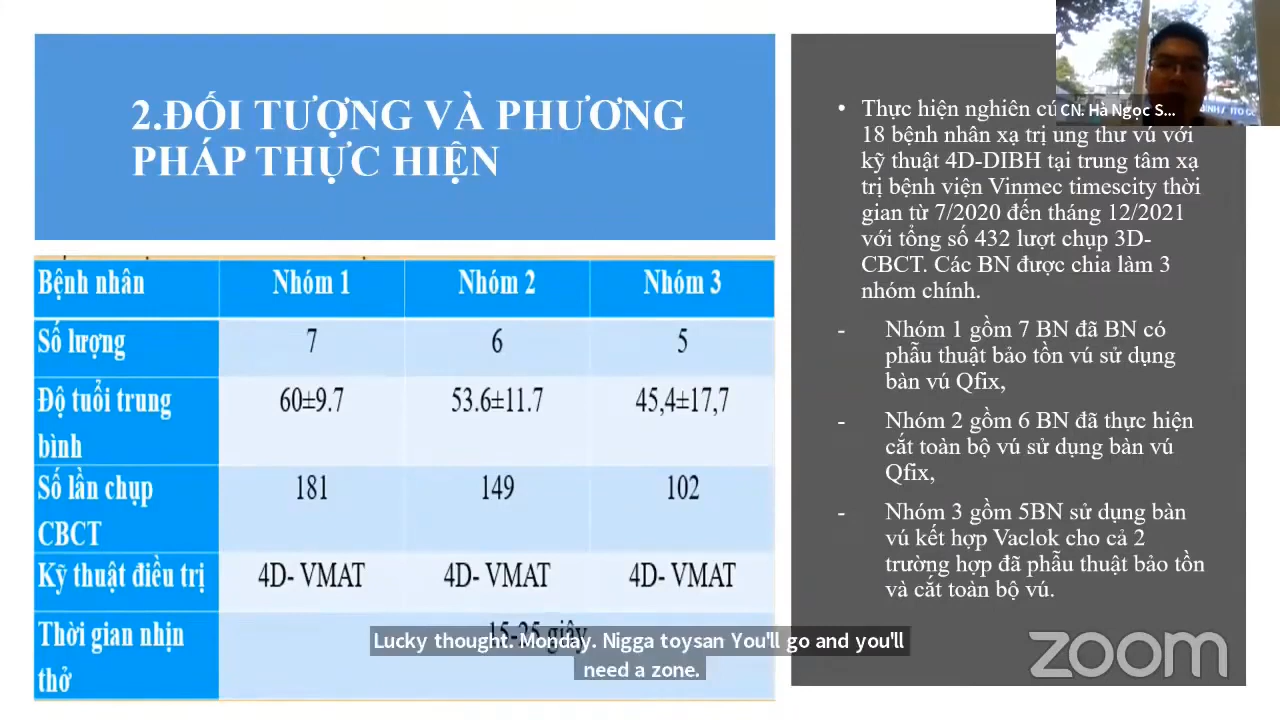 2.ĐỐI TƯỢNG VÀ PHƯƠNG
PHÁP THỰC HIỆN
Bệnh nhân Nhóm 1 Nhóm 2 Nhóm 3
Số lượng 7 6 5
Độ tuổi trung bình 60±9.7 53.6±11.7 45,4±17,7
Số lần chụp CBCT 181 149 102
Kỹ thuật điều trị 4D- VMAT 4D- VMAT 4D- VMAT
Thời gian nhịn thở 15-25 giây
• Thực hiện nghiên cứ
18 bệnh nhân xạ trị ung thư vú với
kỹ thuật 4D-DIBH tại trung tâm xạ
trị bệnh viện Vinmec timescity thời
gian từ 7/2020 đến tháng 12/2021
với tổng số 432 lượt chụp 3D-
CBCT. Các BN được chia làm 3
nhóm chính.
- Nhóm 1 gồm 7 BN đã BN có
phẫu thuật bảo tồn vú sử dụng
bàn vú Qfix,
- Nhóm 2 gồm 6 BN đã thực hiện
cắt toàn bộ vú sử dụng bàn vú
Qfix,
- Nhóm 3 gồm 5BN sử dụng bàn
vú kết hợp Vaclok cho cả 2
trường hợp đã phẫu thuật bảo tồn
và cắt toàn bộ vú.
CN. Hà Ngọc S...
Lucky thought. Monday. Nigga toysan You'll go and you'll
need a zone.
zoom